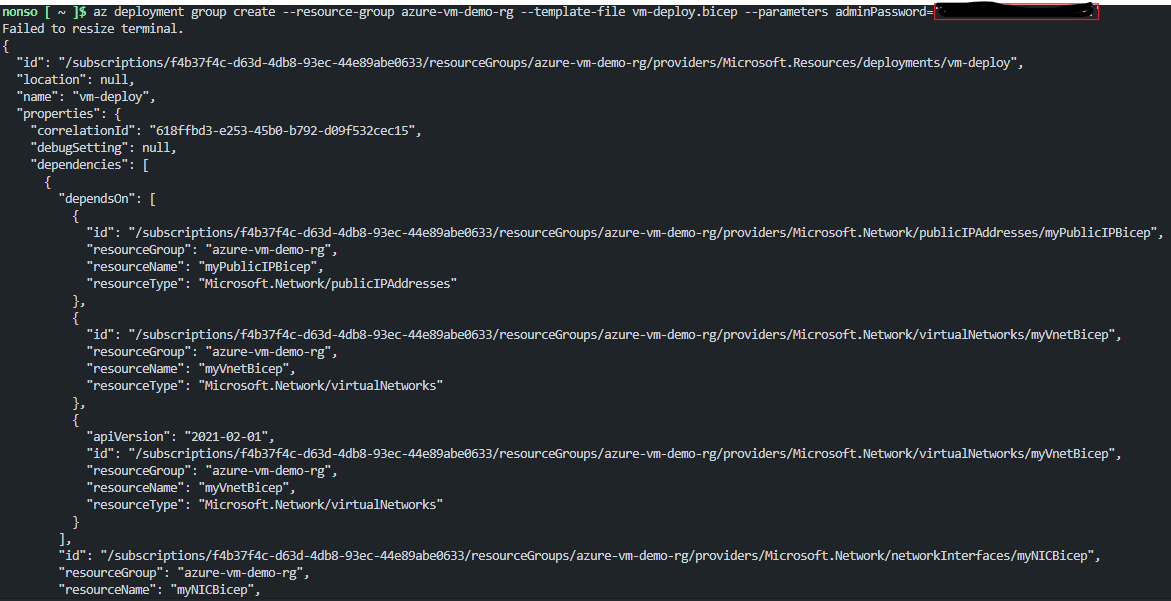 nonso [ ~ ]$ az deployment group create --resource-group azure-vm-demo-rg --template-file vm-deploy.bicep --parameters adminPassword=
Failed to resize terminal.
{
  "id": "/subscriptions/f4b37f4c-d63d-4db8-93ec-44e89abe0633/resourceGroups/azure-vm-demo-rg/providers/Microsoft.Resources/deployments/vm-deploy",
  "location": null,
  "name": "vm-deploy",
  "properties": {
    "correlationId": "618ffbd3-e253-45b0-b792-d09f532cec15",
    "debugSetting": null,
    "dependencies": [
      {
        "dependsOn": [
          {
            "id": "/subscriptions/f4b37f4c-d63d-4db8-93ec-44e89abe0633/resourceGroups/azure-vm-demo-rg/providers/Microsoft.Network/publicIPAddresses/myPublicIPBicep",
            "resourceGroup": "azure-vm-demo-rg",
            "resourceName": "myPublicIPBicep",
            "resourceType": "Microsoft.Network/publicIPAddresses"
          },
          {
            "id": "/subscriptions/f4b37f4c-d63d-4db8-93ec-44e89abe0633/resourceGroups/azure-vm-demo-rg/providers/Microsoft.Network/virtualNetworks/myVnetBicep",
            "resourceGroup": "azure-vm-demo-rg",
            "resourceName": "myVnetBicep",
            "resourceType": "Microsoft.Network/virtualNetworks"
          },
          {
            "apiVersion": "2021-02-01",
            "id": "/subscriptions/f4b37f4c-d63d-4db8-93ec-44e89abe0633/resourceGroups/azure-vm-demo-rg/providers/Microsoft.Network/virtualNetworks/myVnetBicep",
            "resourceGroup": "azure-vm-demo-rg",
            "resourceName": "myVnetBicep",
            "resourceType": "Microsoft.Network/virtualNetworks"
          }
        ],
        "id": "/subscriptions/f4b37f4c-d63d-4db8-93ec-44e89abe0633/resourceGroups/azure-vm-demo-rg/providers/Microsoft.Network/networkInterfaces/myNICBicep",
        "resourceGroup": "azure-vm-demo-rg",
        "resourceName": "myNICBicep",